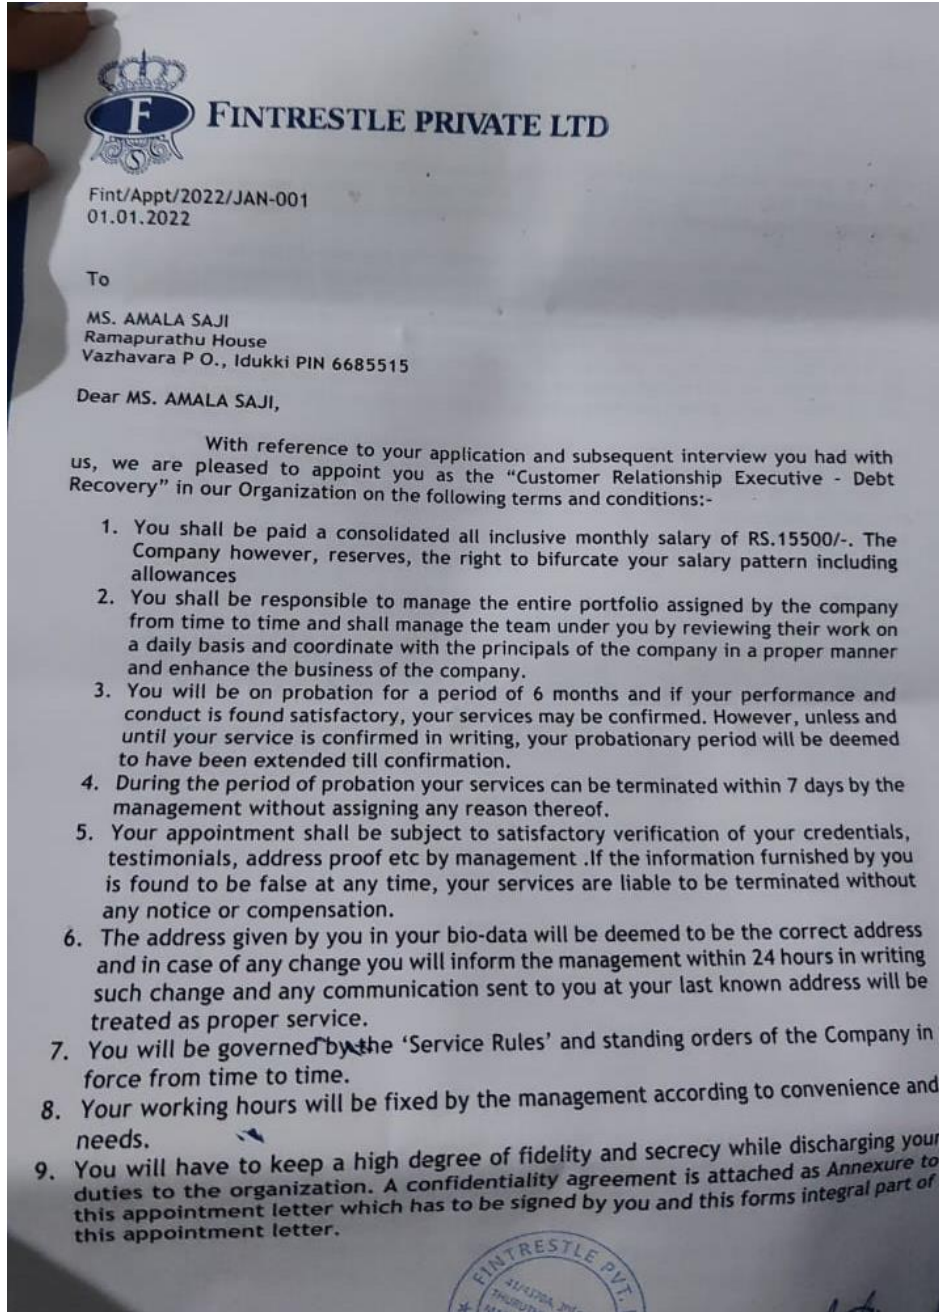 F
S
FINTRESTLE PRIVATE LTD
Fint/Appt/2022/JAN-001
01.01.2022
To
MS. AMALA SAJI
Ramapurathu House
Vazhavara P O., Idukki PIN 6685515
Dear MS. AMALA SAJI,
With reference to your application and subsequent interview you had with
us, we are pleased to appoint you as the “Customer Relationship Executive - Debt
Recovery” in our Organization on the following terms and conditions:-
1. You shall be paid a consolidated all inclusive monthly salary of RS.15500/-. The
Company however, reserves, the right to bifurcate your salary pattern including
allowances
2. You shall be responsible to manage the entire portfolio assigned by the company
from time to time and shall manage the team under you by reviewing their work on
a daily basis and coordinate with the principals of the company in a proper manner
and enhance the business of the company.
3. You will be on probation for a period of 6 months and if your performance and
conduct is found satisfactory, your services may be confirmed. However, unless and
until your service is confirmed in writing, your probationary period will be deemed
to have been extended till confirmation.
4. During the period of probation your services can be terminated within 7 days by the
management without assigning any reason thereof.
5. Your appointment shall be subject to satisfactory verification of your credentials,
testimonials, address proof etc by management .If the information furnished by you
is found to be false at any time, your services are liable to be terminated without
any notice or compensation.
6. The address given by you in your bio-data will be deemed to be the correct address
and in case of any change you will inform the management within 24 hours in writing
such change and any communication sent to you at your last known address will be
treated as proper service.
7. You will be governed by the ‘Service Rules’ and standing orders of the Company in
force from time to time.
8. Your working hours will be fixed by the management according to convenience and
needs.
9. You will have to keep a high degree of fidelity and secrecy while discharging your
duties to the organization. A confidentiality agreement is attached as Annexure to
this appointment letter which has to be signed by you and this forms integral part of
this appointment letter.
FINTRESTLE PVT.